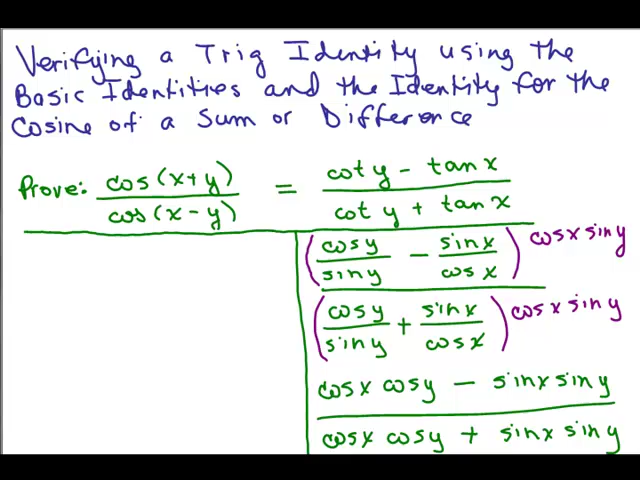 Verifying a Trig Identity using the
Basic Identities and the Identity for the
Cosine of a Sum or Difference
Prove: cos(x+y) / cos(x-y) = cot y - tan x / cot y + tan x
(cos y / sin y - sin x / cos x) cos x sin y
(cos y / sin y + sin x / cos x) cos x sin y
cos x cos y - sin x sin y
cos x cos y + sin x sin y